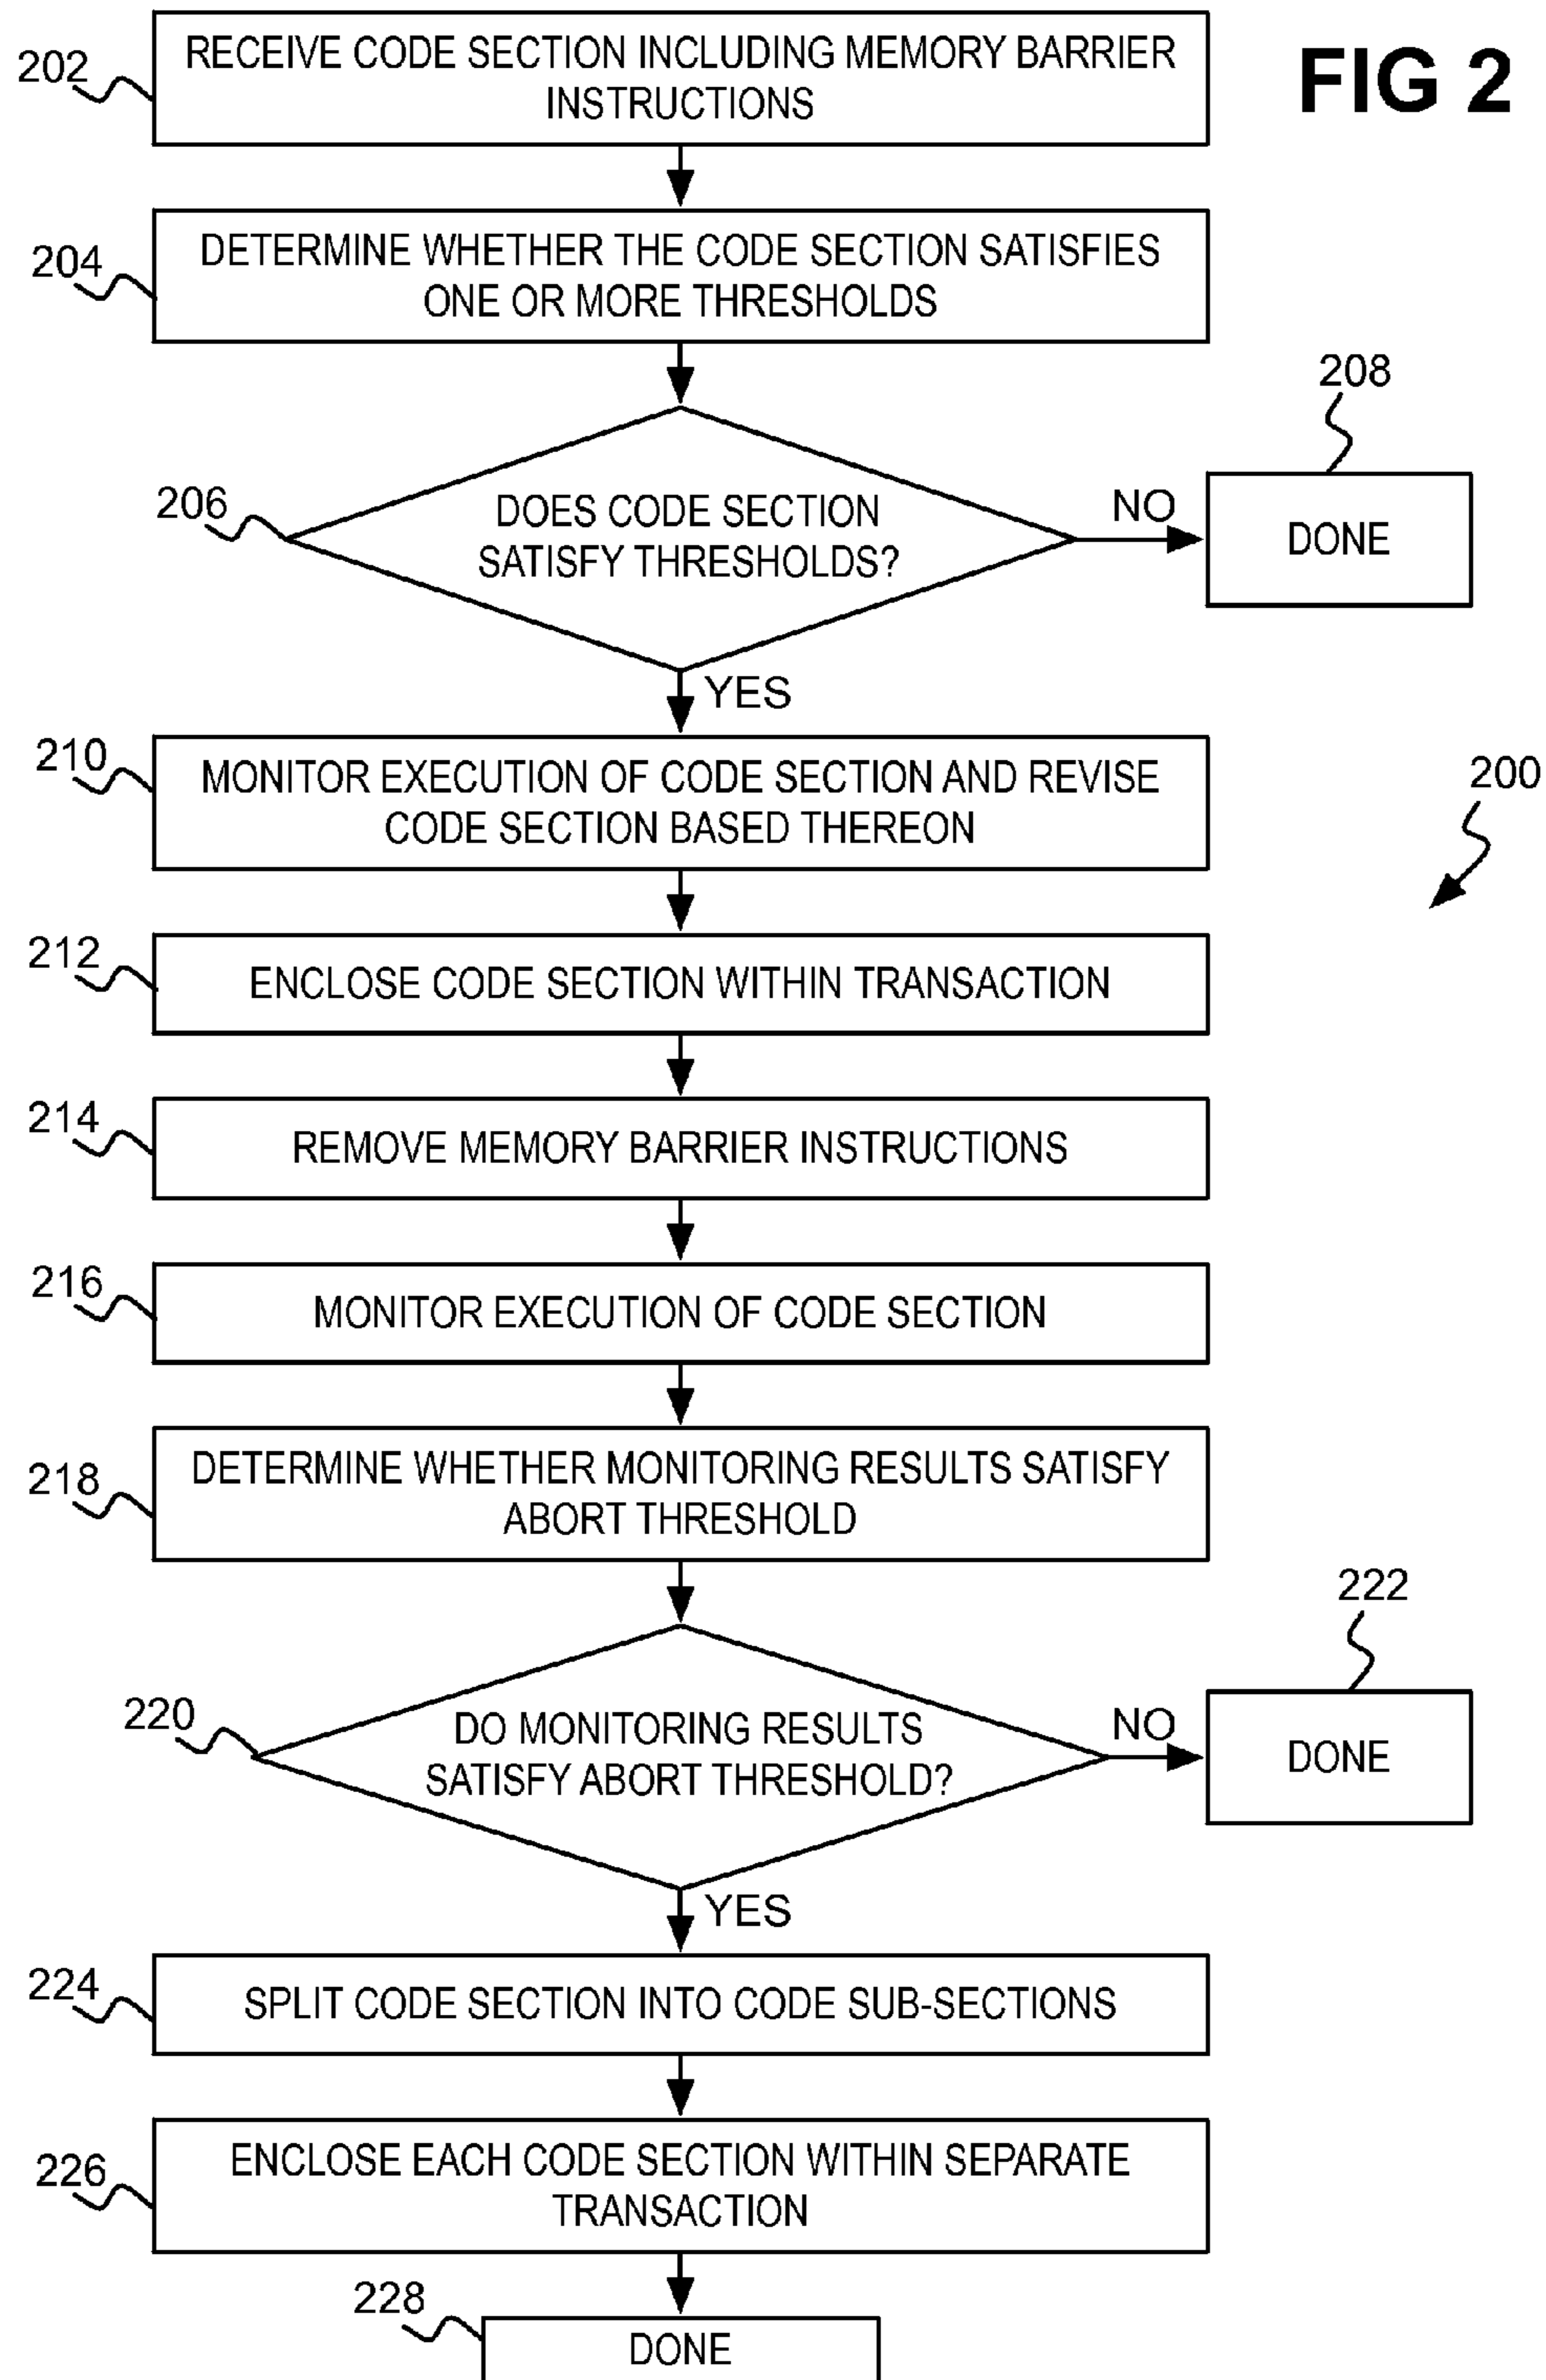 FIG 2
202
RECEIVE CODE SECTION INCLUDING MEMORY BARRIER
INSTRUCTIONS
204
DETERMINE WHETHER THE CODE SECTION SATISFIES
ONE OR MORE THRESHOLDS
206
DOES CODE SECTION
SATISFY THRESHOLDS?
NO
208
DONE
YES
210
MONITOR EXECUTION OF CODE SECTION AND REVISE
CODE SECTION BASED THEREON
200
212
ENCLOSE CODE SECTION WITHIN TRANSACTION
214
REMOVE MEMORY BARRIER INSTRUCTIONS
216
MONITOR EXECUTION OF CODE SECTION
218
DETERMINE WHETHER MONITORING RESULTS SATISFY
ABORT THRESHOLD
220
DO MONITORING RESULTS
SATISFY ABORT THRESHOLD?
NO
222
DONE
YES
224
SPLIT CODE SECTION INTO CODE SUB-SECTIONS
226
ENCLOSE EACH CODE SECTION WITHIN SEPARATE
TRANSACTION
228
DONE